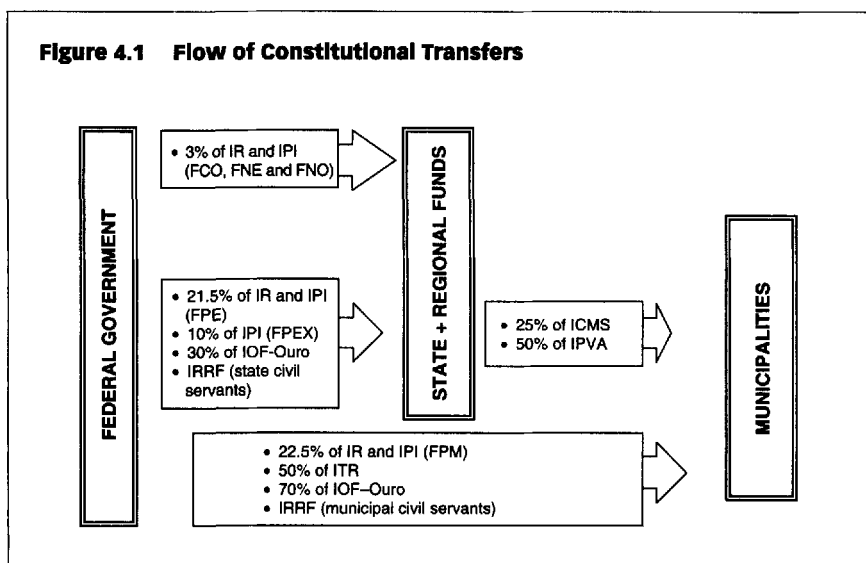 Figure 4.1 Flow of Constitutional Transfers
FEDERAL GOVERNMENT
• 3% of IR and IPI
(FCO, FNE and FNO)
• 21.5% of IR and IPI
(FPE)
• 10% of IPI (FPEX)
• 30% of IOF-Ouro
• IRRF (state civil
servants)
STATE + REGIONAL FUNDS
• 25% of ICMS
• 50% of IPVA
• 22.5% of IR and IPI (FPM)
• 50% of ITR
• 70% of IOF–Ouro
• IRRF (municipal civil servants)
MUNICIPALITIES